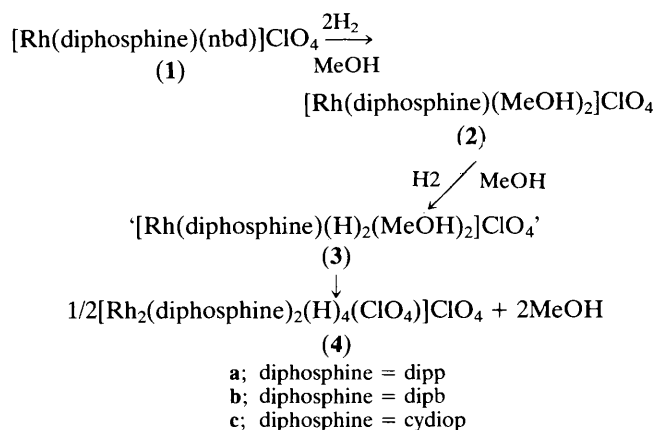 [Rh(diphosphine)(nbd)]ClO₄ 2H₂
(1) MeOH
[Rh(diphosphine)(MeOH)₂]ClO₄
(2)
H2 MeOH
‘[Rh(diphosphine)(H)₂(MeOH)₂]ClO₄’
(3)
1/2[Rh₂(diphosphine)₂(H)₄(ClO₄)]ClO₄ + 2MeOH
(4)
a; diphosphine = dipp
b; diphosphine = dipb
c; diphosphine = cydiop